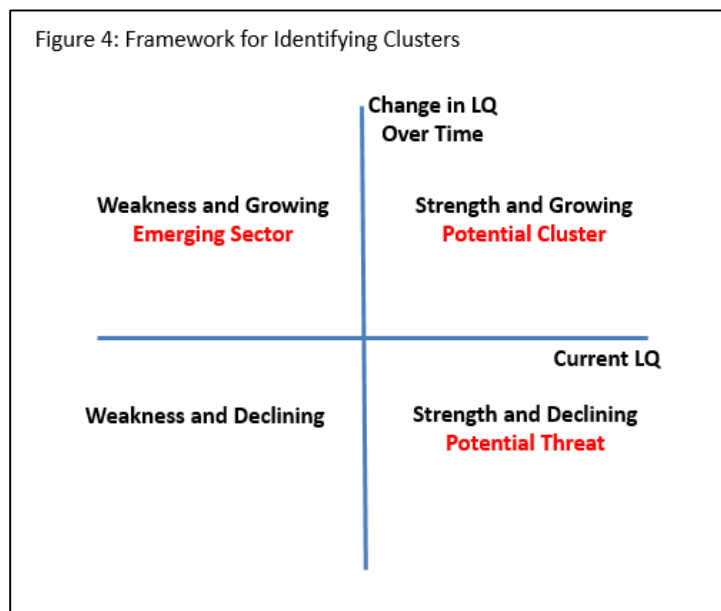 Figure 4: Framework for Identifying Clusters
Change in LQ
Over Time
Weakness and Growing
Emerging Sector
Strength and Growing
Potential Cluster
Current LQ
Weakness and Declining
Strength and Declining
Potential Threat